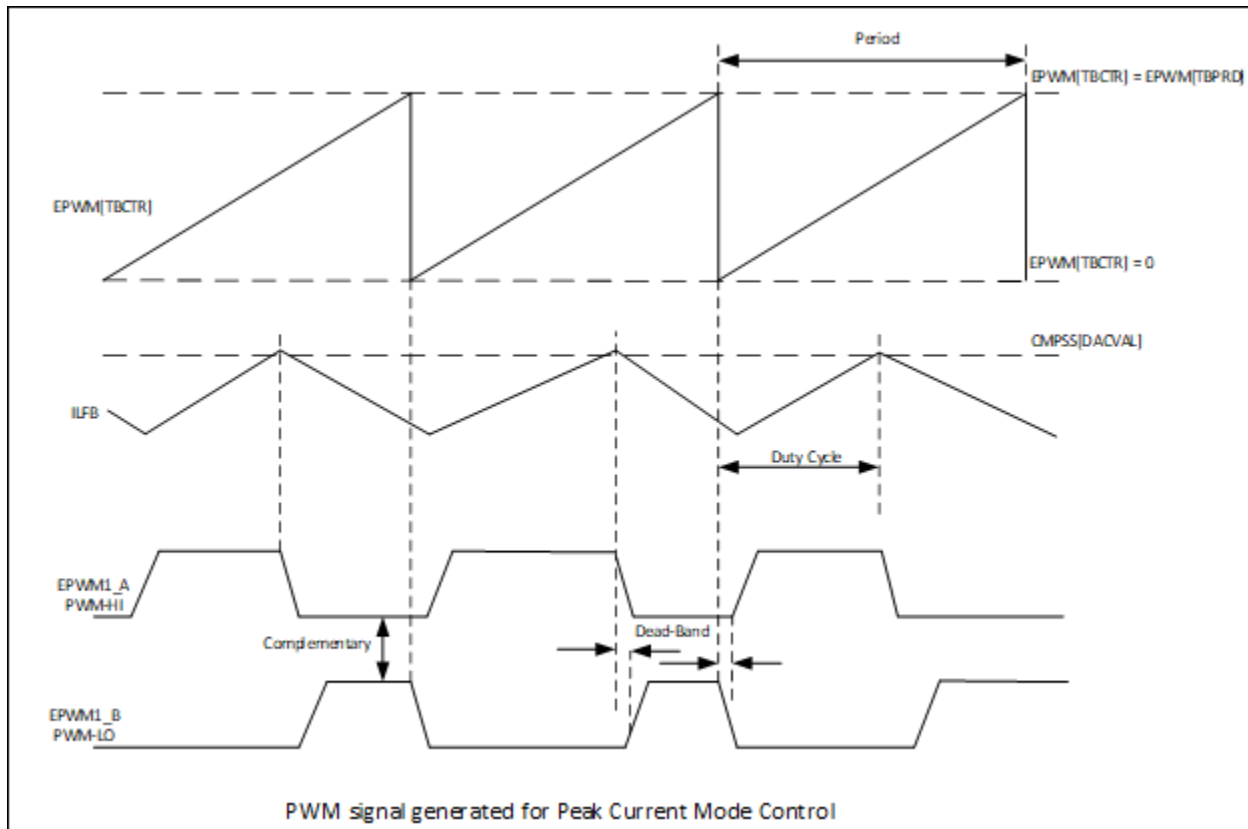 Period
EPWM[TBCTR] = EPWM[TBPRD]
EPWM[TBCTR]
EPWM[TBCTR] = 0
CMPSS[DACVAL]
ILFB
Duty Cycle
EPWM1_A
PWM-HI
Dead-Band
Complementary
EPWM1_B
PWM-LO
PWM signal generated for Peak Current Mode Control